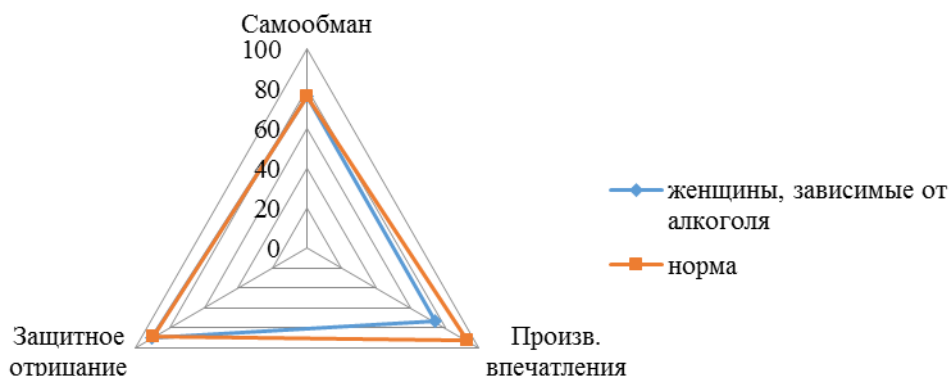 Самообман
100
80
60
40
20
0
женщины, зависимые от
алкоголя
норма
Защитное
отрицание
Произв.
впечатления